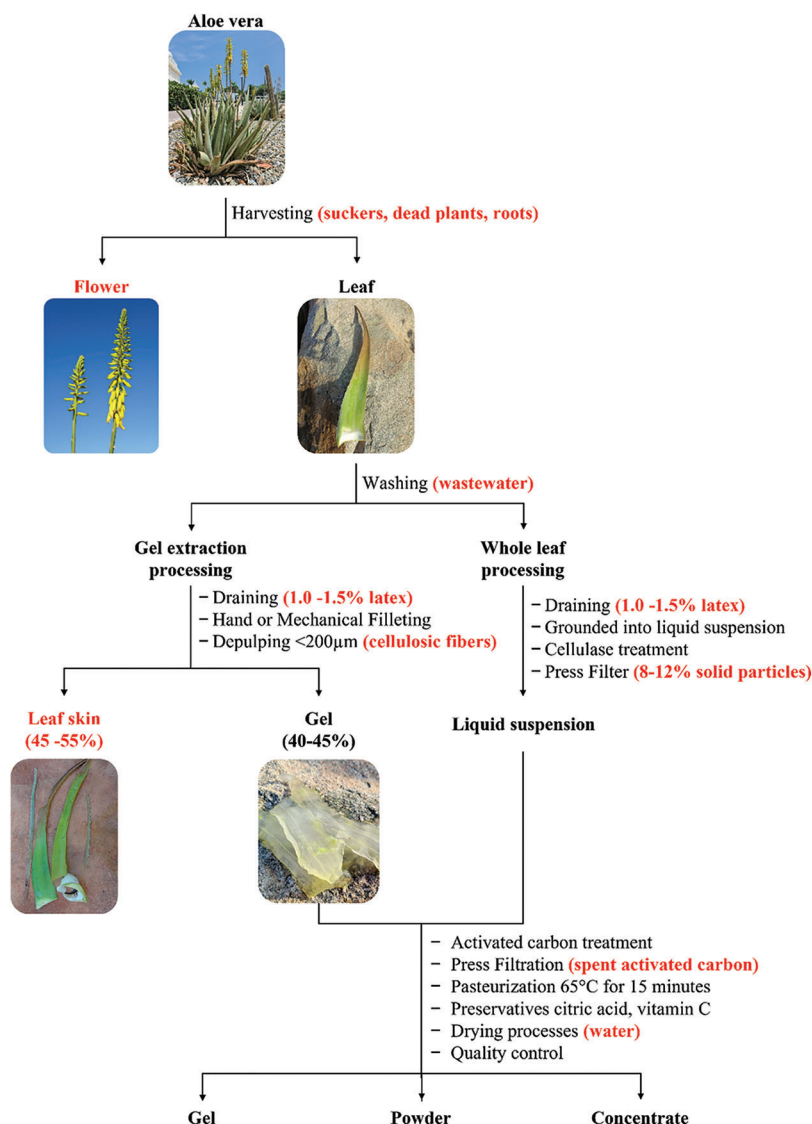 Aloe vera
Harvesting (suckers, dead plants, roots)
Flower
Leaf
Washing (wastewater)
Gel extraction
processing
− Draining (1.0 -1.5% latex)
− Hand or Mechanical Filleting
− Depulping <200µm (cellulosic fibers)
Whole leaf
processing
− Draining (1.0 -1.5% latex)
− Grounded into liquid suspension
− Cellulase treatment
− Press Filter (8-12% solid particles)
Leaf skin
(45 -55%)
Gel
(40-45%)
Liquid suspension
− Activated carbon treatment
− Press Filtration (spent activated carbon)
− Pasteurization 65°C for 15 minutes
− Preservatives citric acid, vitamin C
− Drying processes (water)
− Quality control
Gel
Powder
Concentrate